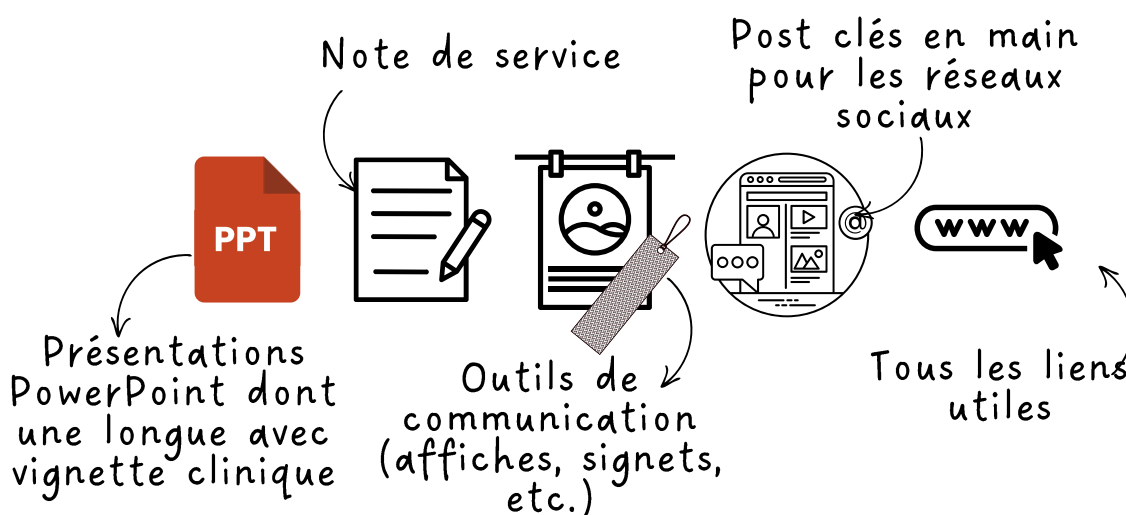 Note de service
Post clés en main
pour les réseaux
sociaux
PPT
@
www
Présentations
PowerPoint dont
une longue avec
vignette clinique
Outils de
communication
(affiches, signets,
etc.)
Tous les liens
utiles